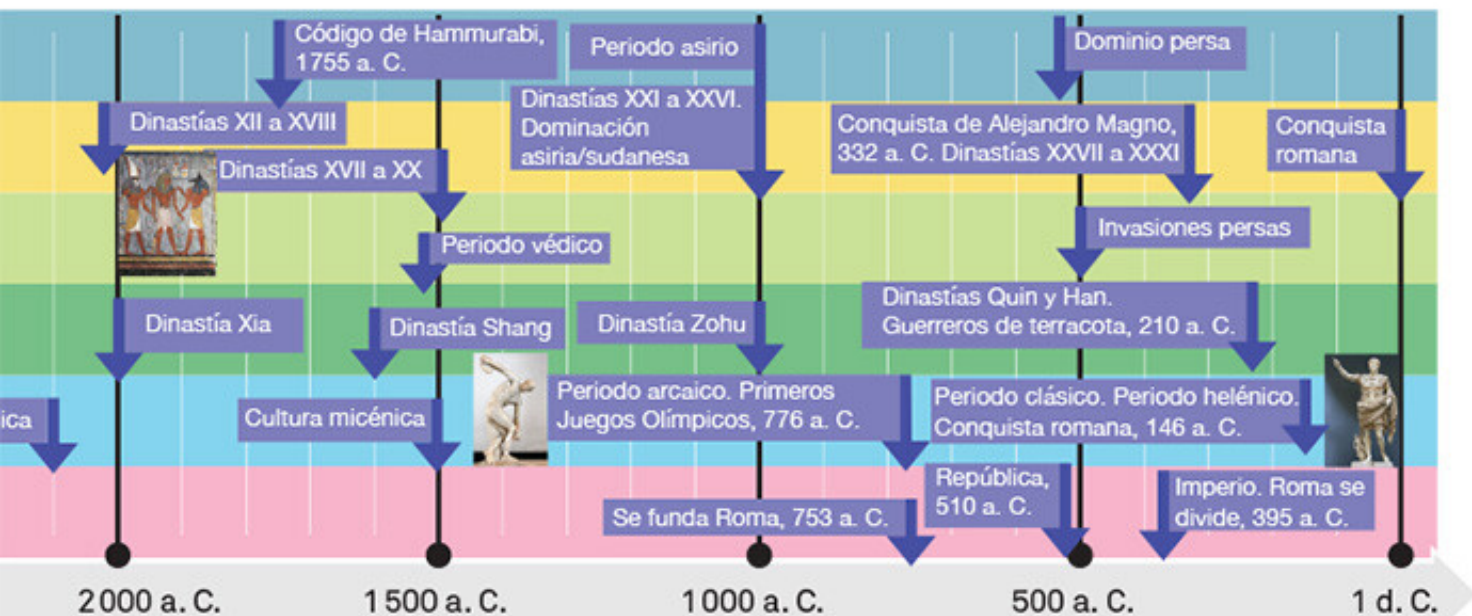 Código de Hammurabi,
1755 a. C.
Periodo asirio
Dominio persa
Dinastías XII a XVIII
Dinastías XVII a XX
Dinastías XXI a XXVI.
Dominación
asiria/sudanesa
Conquista de Alejandro Magno,
332 a. C. Dinastías XXVII a XXXI
Conquista
romana
Periodo védico
Invasiones persas
Dinastía Xia
Dinastía Shang
Dinastía Zohu
Dinastías Quin y Han.
Guerreros de terracota, 210 a. C.
ica
Cultura micénica
Periodo arcaico. Primeros
Juegos Olímpicos, 776 a. C.
Periodo clásico. Periodo helénico.
Conquista romana, 146 a. C.
Se funda Roma, 753 a. C.
República,
510 a. C.
Imperio. Roma se
divide, 395 a. C.
2000 a. C.
1500 a. C.
1000 a. C.
500 a. C.
1 d. C.